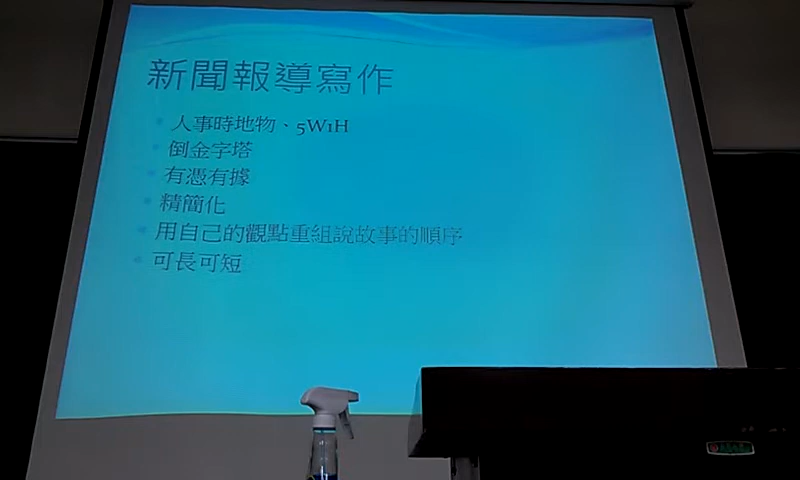 新聞報導寫作
人事時地物、5W1H
倒金字塔
有憑有據
精簡化
用自己的觀點重組說故事的順序
可長可短